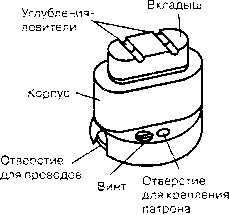 Углубления-
ловители
Вкладыш
Корпус
Отверстие
для проводов
Винт
Отверстие
для крепления
патрона